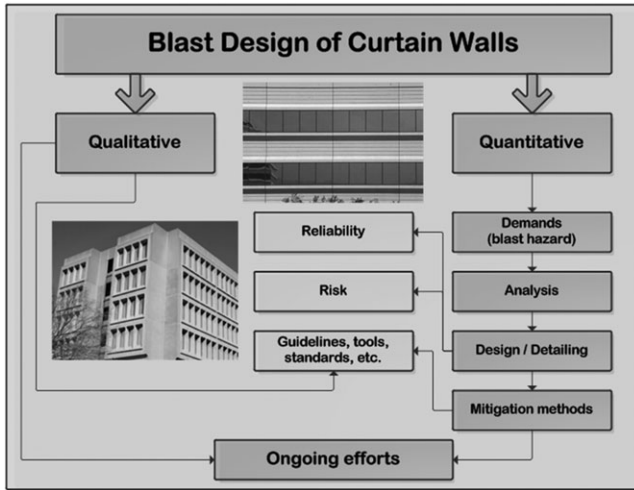 Blast Design of Curtain Walls
Qualitative
Quantitative
Reliability
Demands
(blast hazard)
Risk
Analysis
Guidelines, tools,
standards, etc.
Design / Detailing
Mitigation methods
Ongoing efforts